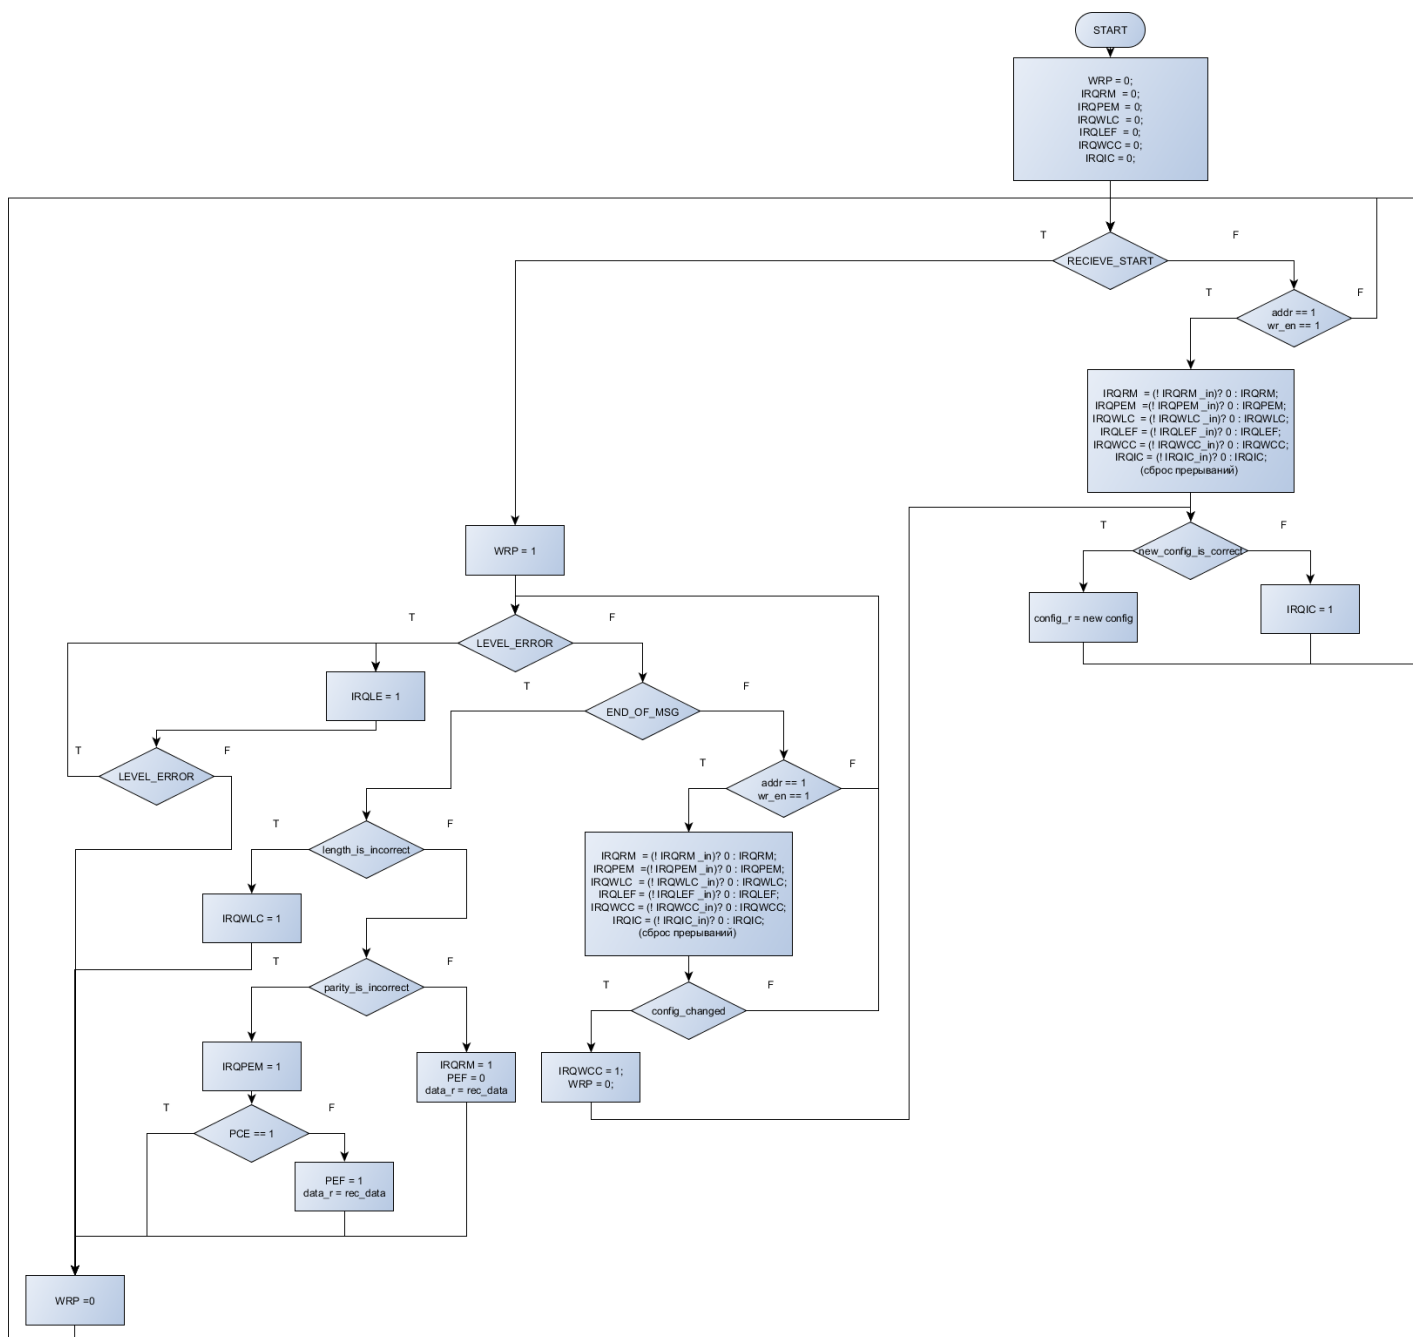 START
WRP = 0;
IRQRM = 0;
IRQPEM = 0;
IRQWLC = 0;
IRQLEF = 0;
IRQWCC = 0;
IRQIC = 0;
T
F
RECIEVE_START
T
F
addr == 1
wr_en == 1
IRQRM = (! IRQRM _in)? 0 : IRQRM;
IRQPEM =(! IRQPEM _in)? 0 : IRQPEM;
IRQWLC = (! IRQWLC _in)? 0 : IRQWLC;
IRQLEF = (! IRQLEF _in)? 0 : IRQLEF;
IRQWCC = (! IRQWCC_in)? 0 : IRQWCC;
IRQIC = (! IRQIC_in)? 0 : IRQIC;
(сброс прерываний)
T
F
new_config_is_correct
config_r = new config
IRQIC = 1
WRP = 1
T
F
LEVEL_ERROR
IRQLE = 1
T
F
LEVEL_ERROR
T
F
END_OF_MSG
T
F
addr == 1
wr_en == 1
T
F
length_is_incorrect
IRQWLC = 1
IRQRM = (! IRQRM _in)? 0 : IRQRM;
IRQPEM =(! IRQPEM _in)? 0 : IRQPEM;
IRQWLC = (! IRQWLC _in)? 0 : IRQWLC;
IRQLEF = (! IRQLEF _in)? 0 : IRQLEF;
IRQWCC = (! IRQWCC_in)? 0 : IRQWCC;
IRQIC = (! IRQIC_in)? 0 : IRQIC;
(сброс прерываний)
T
F
parity_is_incorrect
T
F
config_changed
IRQPEM = 1
IRQRM = 1
PEF = 0
data_r = rec_data
IRQWCC = 1;
WRP = 0;
T
F
PCE == 1
PEF = 1
data_r = rec_data
WRP =0